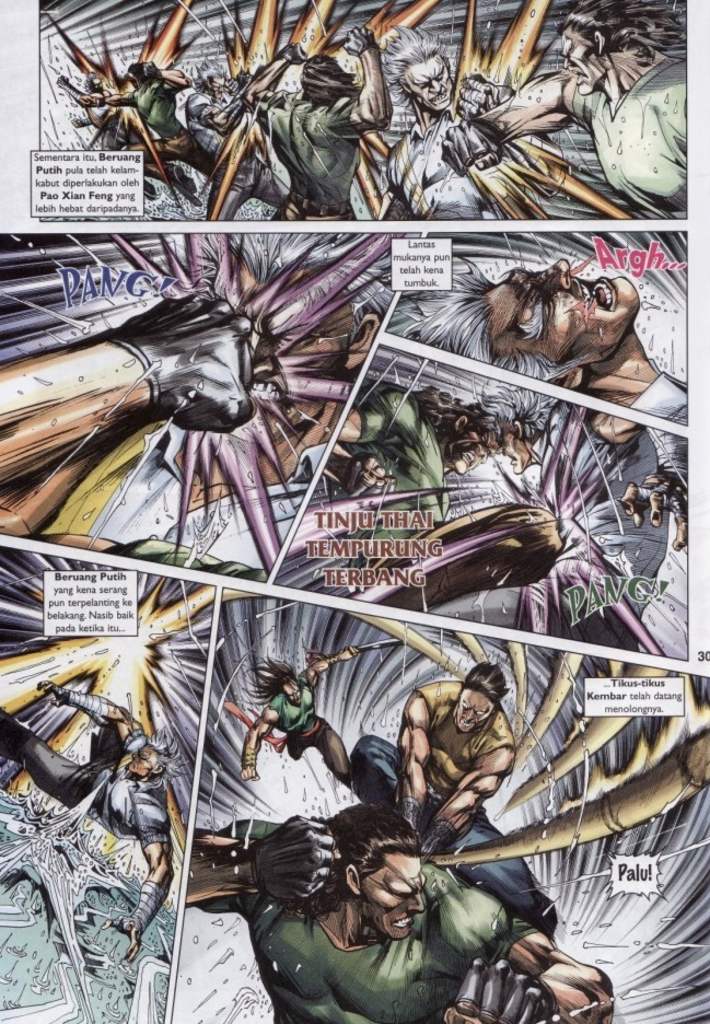 Sementara itu, Beruang
Putih pula telah kelam-
kabut diperlakukan oleh
Pao Xian Feng yang
lebih hebat daripadanya.
PANG!
Lantas
mukanya pun
telah kena
tumbuk.
Argh...
TINJU THAI
TEMPURUNG
TERBANG
PANG!
Beruang Putih
yang kena serang
pun terpelanting ke
belakang. Nasib baik
pada ketika itu...
30
...Tikus-tikus
Kembar telah datang
menolongnya.
Palu!